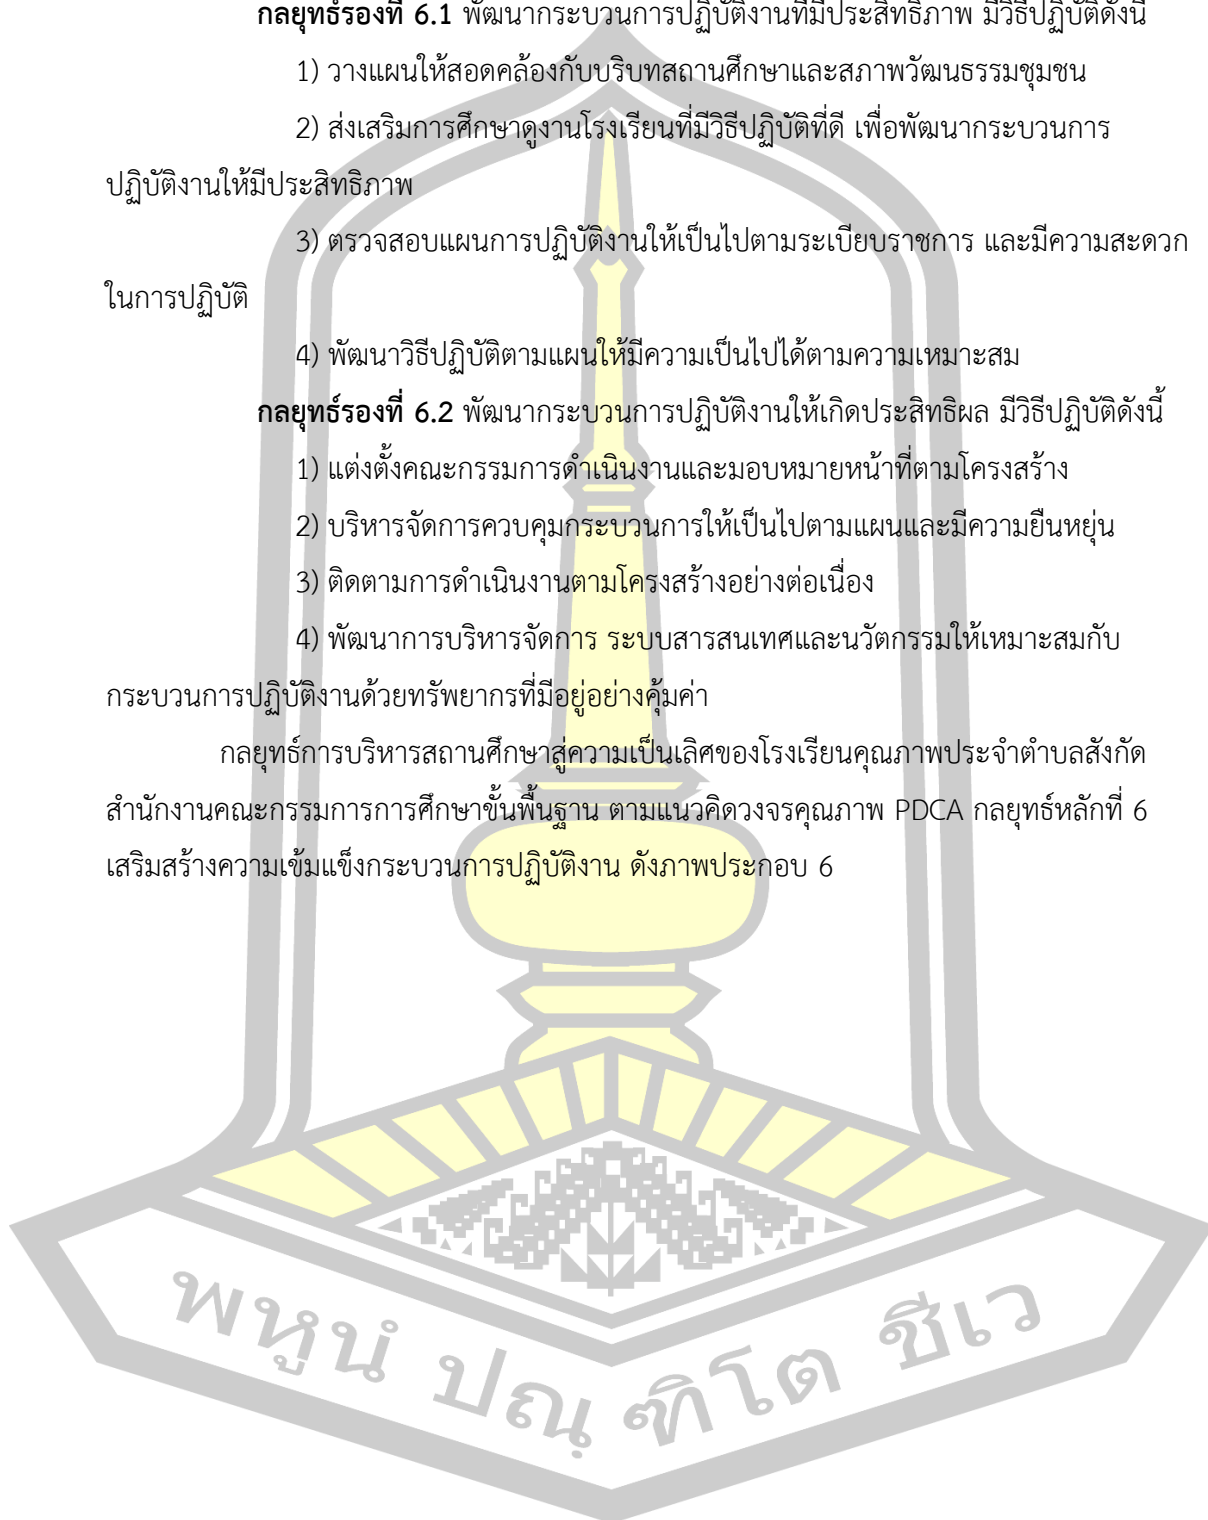 กลยุทธ์รองที่ 6.1 พัฒนากระบวนการปฏิบัติงานที่มีประสิทธิภาพ มีวิธีปฏิบัติดังนี้
1) วางแผนให้สอดคล้องกับบริบทสถานศึกษาและสภาพวัฒนธรรมชุมชน
2) ส่งเสริมการศึกษาดูงานโรงเรียนที่มีวิธีปฏิบัติที่ดี เพื่อพัฒนากระบวนการ
ปฏิบัติงานให้มีประสิทธิภาพ
3) ตรวจสอบแผนการปฏิบัติงานให้เป็นไปตามระเบียบราชการ และมีความสะดวก
ในการปฏิบัติ
4) พัฒนาวิธีปฏิบัติตามแผนให้มีความเป็นไปได้ตามความเหมาะสม
กลยุทธ์รองที่ 6.2 พัฒนากระบวนการปฏิบัติงานให้เกิดประสิทธิผล มีวิธีปฏิบัติดังนี้
1) แต่งตั้งคณะกรรมการดำเนินงานและมอบหมายหน้าที่ตามโครงสร้าง
2) บริหารจัดการควบคุมกระบวนการให้เป็นไปตามแผนและมีความยืนหยุ่น
3) ติดตามการดำเนินงานตามโครงสร้างอย่างต่อเนื่อง
4) พัฒนาการบริหารจัดการ ระบบสารสนเทศและนวัตกรรมให้เหมาะสมกับ
กระบวนการปฏิบัติงานด้วยทรัพยากรที่มีอยู่อย่างคุ้มค่า
กลยุทธ์การบริหารสถานศึกษาสู่ความเป็นเลิศของโรงเรียนคุณภาพประจำตำบลสังกัด
สำนักงานคณะกรรมการการศึกษาขั้นพื้นฐาน ตามแนวคิดวงจรคุณภาพ PDCA กลยุทธ์หลักที่ 6
เสริมสร้างความเข้มแข็งกระบวนการปฏิบัติงาน ดังภาพประกอบ 6
พหูนํ ปณฺ ฑิโต ชีเว